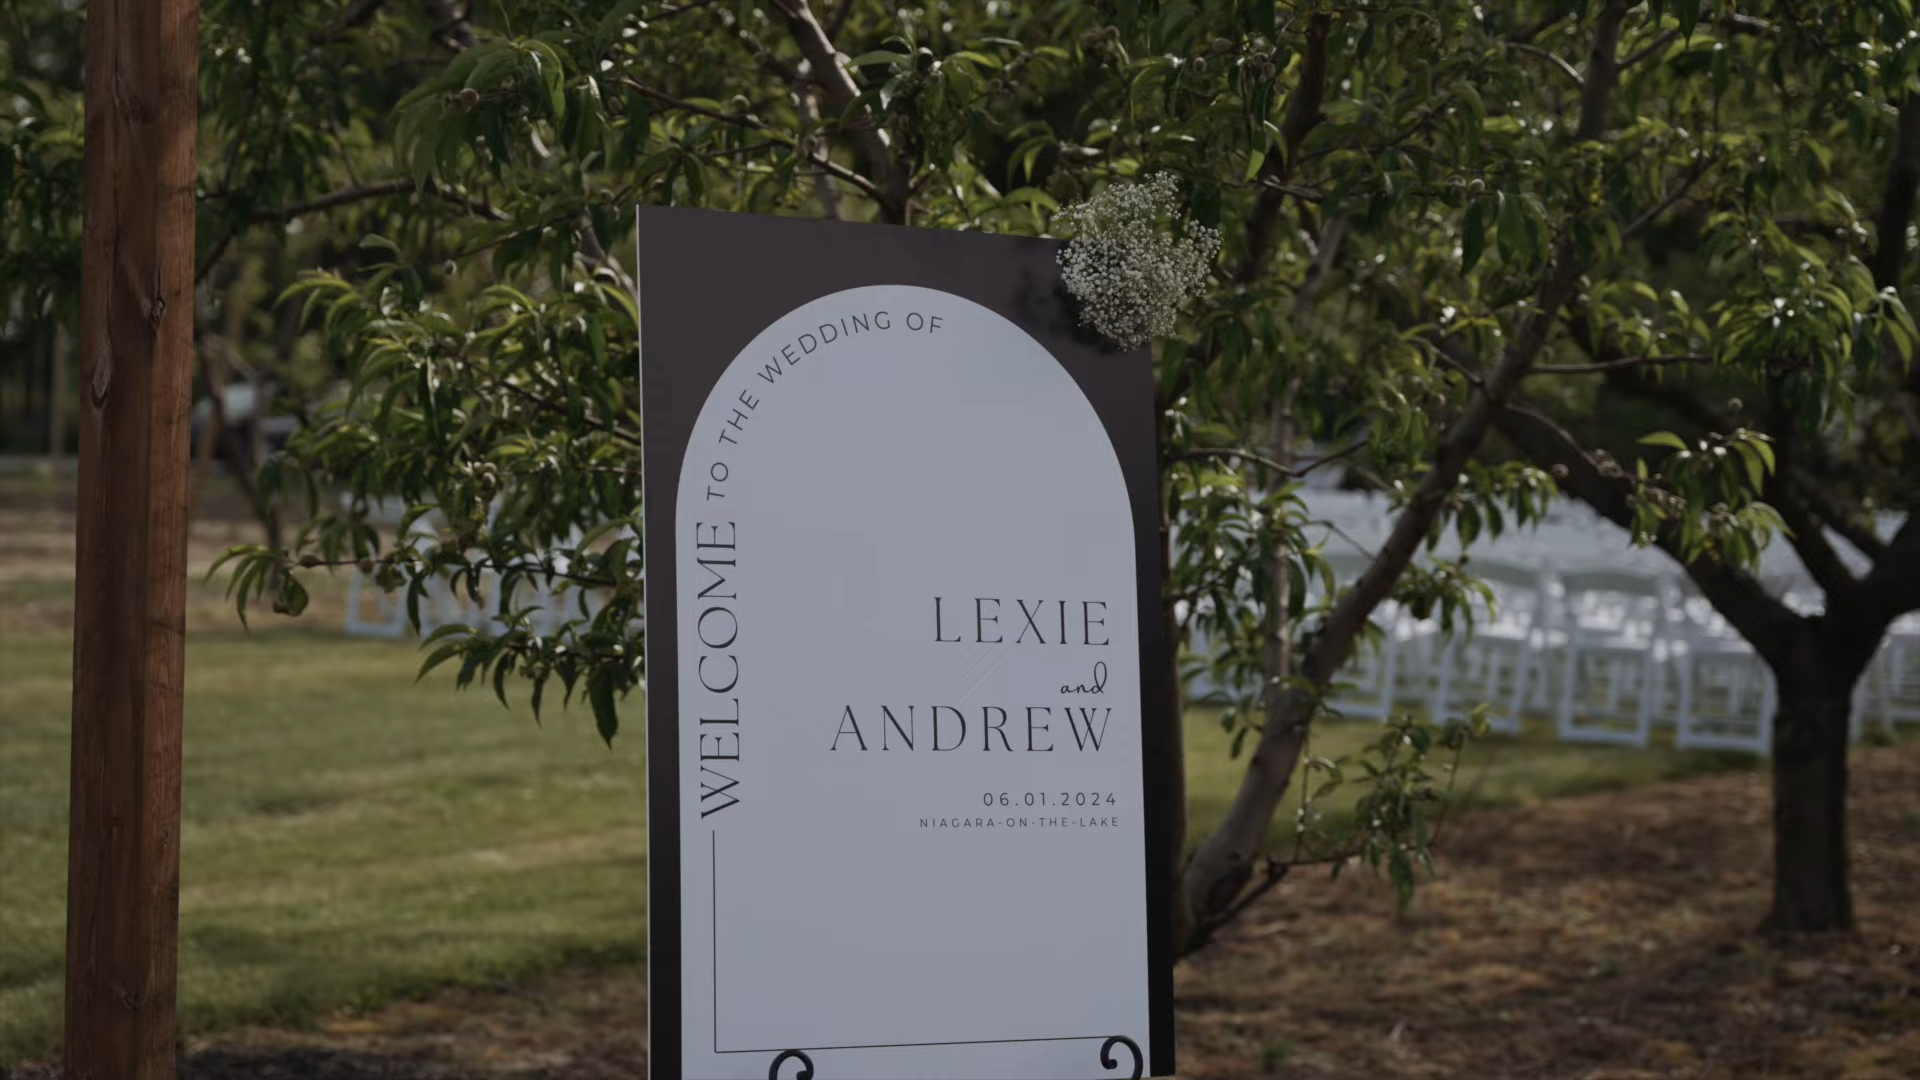 WELCOME TO THE WEDDING OF
LEXIE
and
ANDREW
06.01.2024
NIAGARA-ON-THE-LAKE